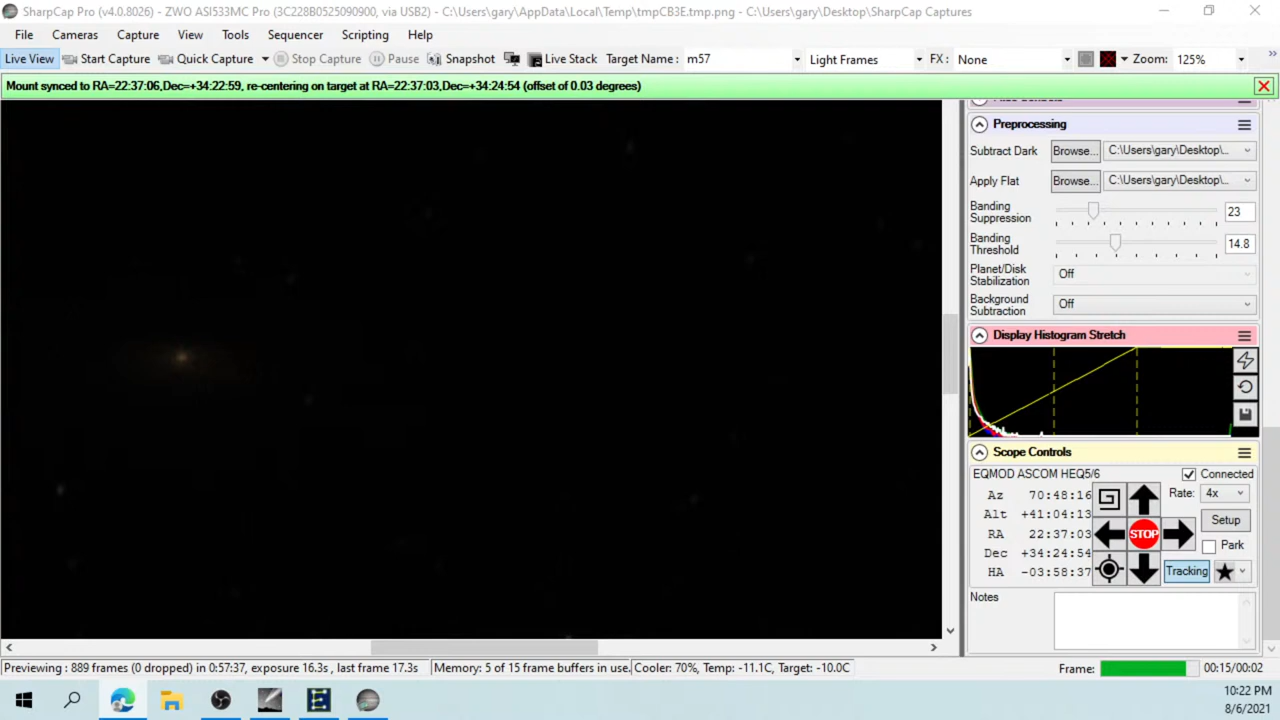 SharpCap Pro (v4.0.8026) - ZWO ASI533MC Pro (3C228B0525090900, via USB2) - C:\Users\gary\AppData\Local\Temp\tmpCB3E.tmp.png - C:\Users\gary\Desktop\SharpCap Captures
File Cameras Capture View Tools Sequencer Scripting Help
Live View Start Capture Quick Capture Stop Capture Pause Snapshot Live Stack Target Name : m57 Light Frames FX : None Zoom: 125%
Mount synced to RA=22:37:06,Dec=+34:22:59, re-centering on target at RA=22:37:03,Dec=+34:24:54 (offset of 0.03 degrees)
Preprocessing
Subtract Dark Browse... C:\Users\gary\Desktop\...
Apply Flat Browse... C:\Users\gary\Desktop\...
Banding Suppression 23
Banding Threshold 14.8
Planet/Disk Stabilization Off
Background Subtraction Off
Display Histogram Stretch
Scope Controls
EQMOD ASCOM HEQ5/6 Connected
Az 70:48:16 Rate: 4x
Alt +41:04:13
RA 22:37:03 STOP Setup
Dec +34:24:54 Park
HA -03:58:37 Tracking
Notes
Previewing : 889 frames (0 dropped) in 0:57:37, exposure 16.3s , last frame 17.3s Memory: 5 of 15 frame buffers in use. Cooler: 70%, Temp: -11.1C, Target: -10.0C Frame: 00:15/00:02
10:22 PM
8/6/2021